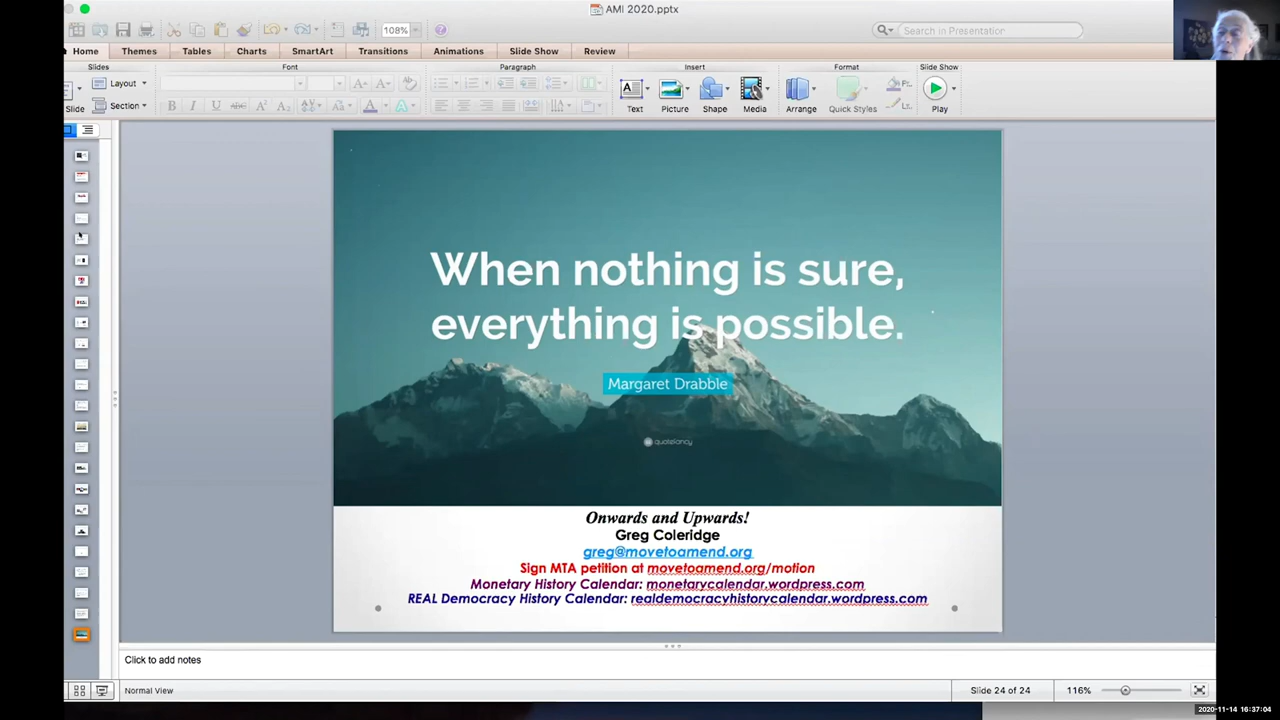 AMI 2020.pptx
108%
Search in Presentation
Home Themes Tables Charts SmartArt Transitions Animations Slide Show Review
Slides Font Paragraph Insert Format Slide Show
Layout
Slide Section
Text Picture Shape Media Arrange Quick Styles Play
When nothing is sure,
everything is possible.
Margaret Drabble
quotefancy
Onwards and Upwards!
Greg Coleridge
greg@movetoamend.org
Sign MTA petition at movetoamend.org/motion
Monetary History Calendar: monetarycalendar.wordpress.com
REAL Democracy History Calendar: realdemocracyhistorycalendar.wordpress.com
Click to add notes
Normal View Slide 24 of 24 116%
2020-11-14 16:37:04